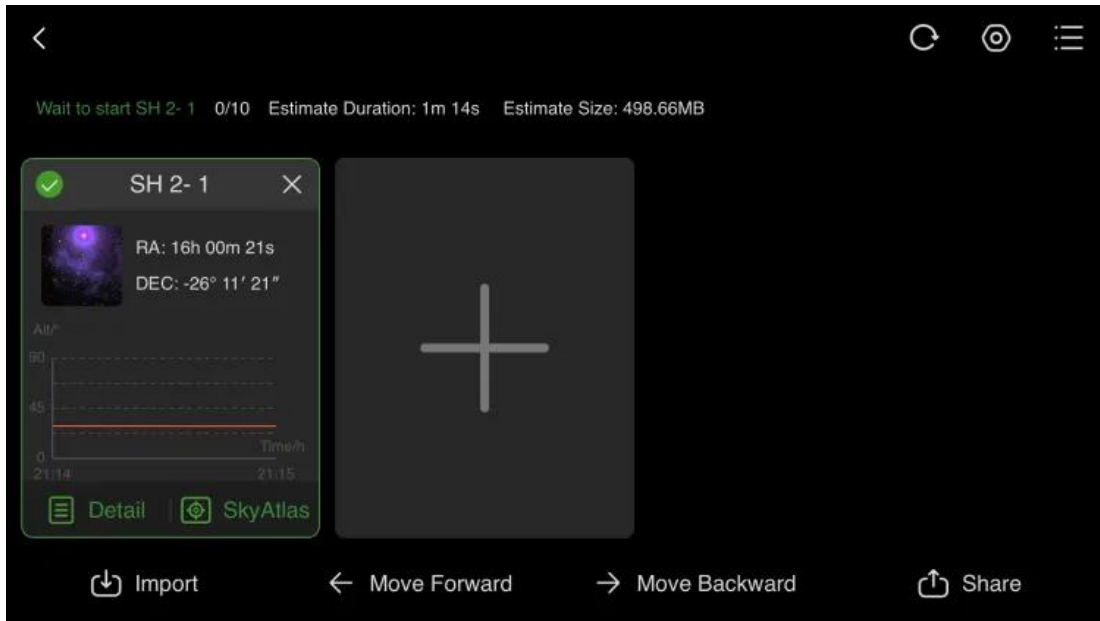 Wait to start SH 2- 1 0/10 Estimate Duration: 1m 14s Estimate Size: 498.66MB
SH 2- 1
RA: 16h 00m 21s
DEC: -26° 11′ 21″
Alt/°
90
45
Time/h
0
21:14 21:15
Detail SkyAtlas
Import Move Forward Move Backward Share